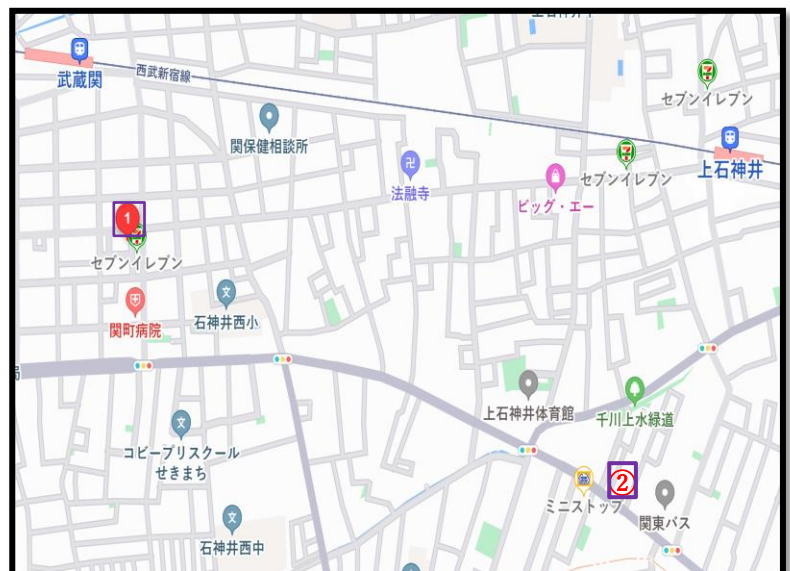 武蔵関
西武新宿線
セブンイレブン
関保健相談所
卍
法融寺
セブンイレブン
上石神井
ビッグ・エー
1
セブンイレブン
文
石神井西小
関町病院
上石神井体育館
千川上水緑道
文
コピープリスクール
せきまち
②
ミニストップ
関東バス
文
石神井西中